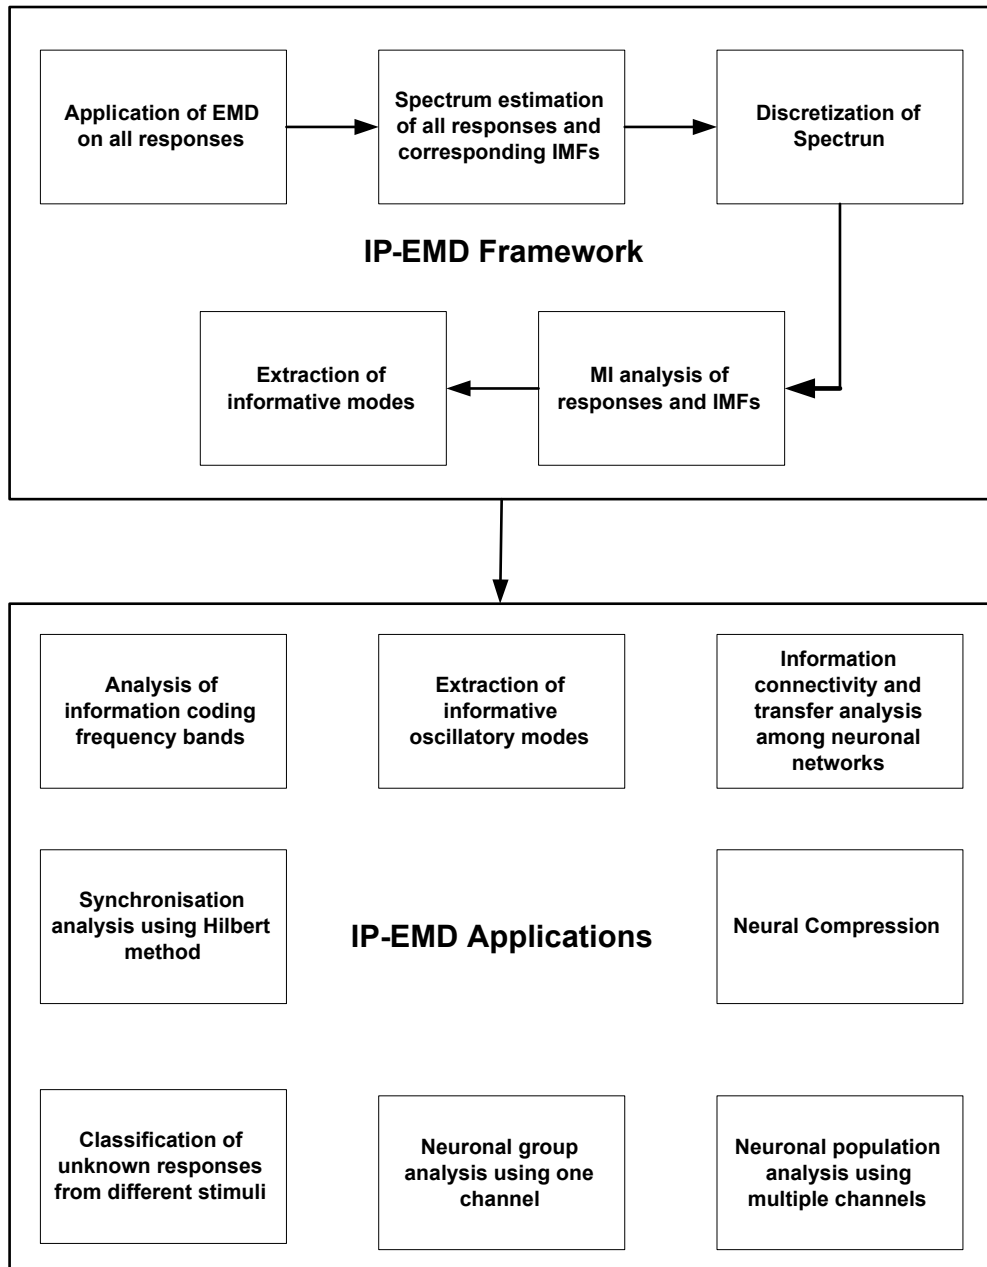 Application of EMD
on all responses
Spectrum estimation
of all responses and
corresponding IMFs
Discretization of
Spectrun
IP-EMD Framework
Extraction of
informative modes
MI analysis of
responses and IMFs
Analysis of
information coding
frequency bands
Extraction of
informative
oscillatory modes
Information
connectivity and
transfer analysis
among neuronal
networks
Synchronisation
analysis using Hilbert
method
IP-EMD Applications
Neural Compression
Classification of
unknown responses
from different stimuli
Neuronal group
analysis using one
channel
Neuronal population
analysis using
multiple channels